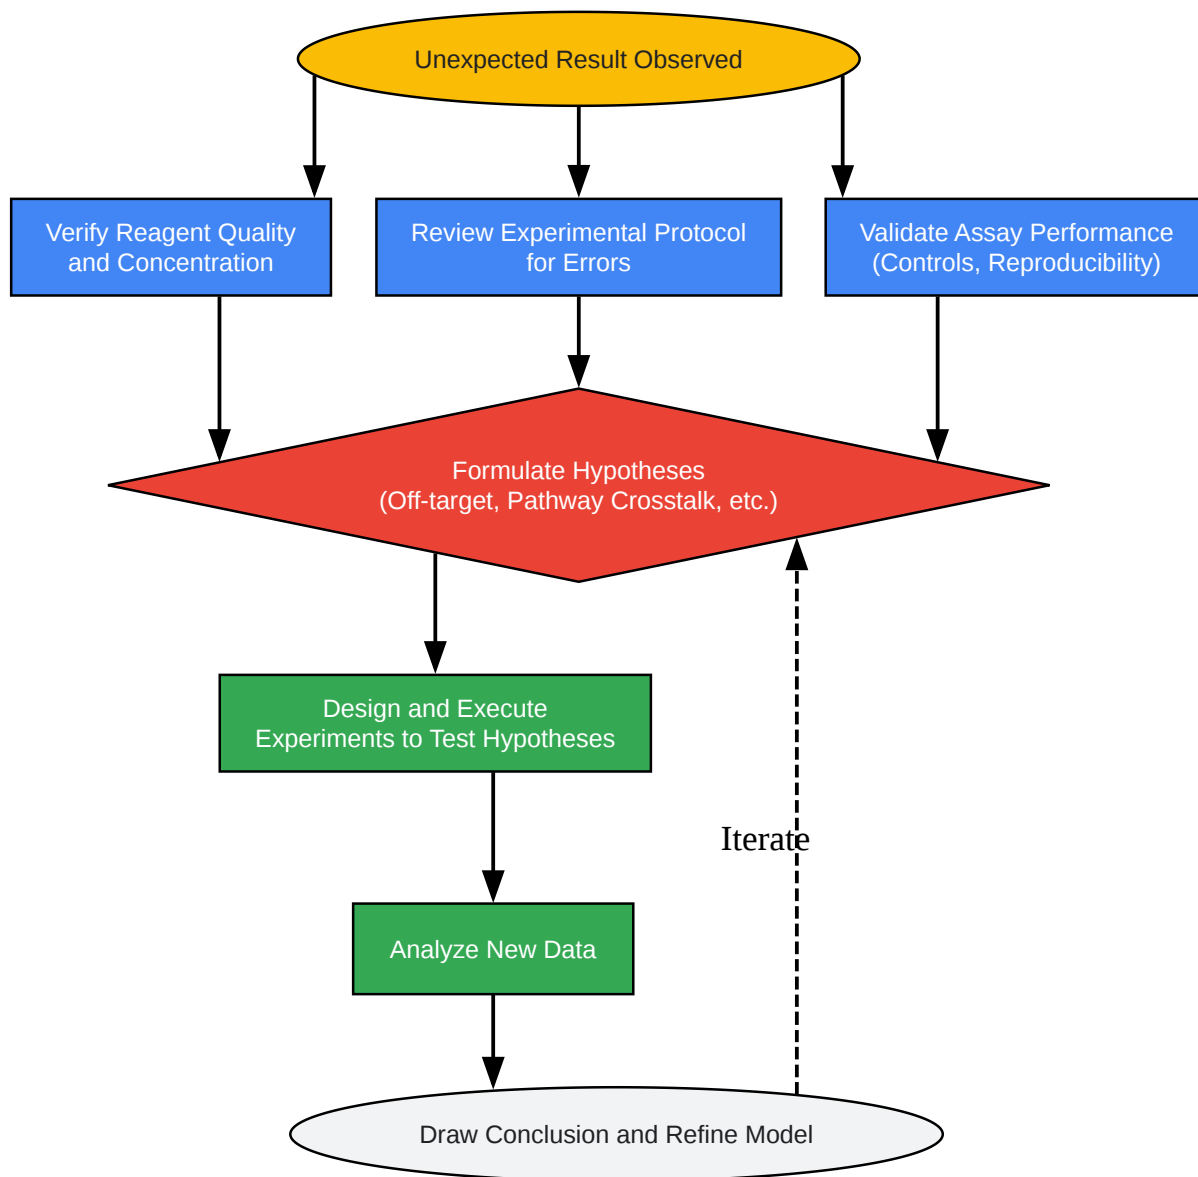 Unexpected Result Observed
Verify Reagent Quality
and Concentration
Review Experimental Protocol
for Errors
Validate Assay Performance
(Controls, Reproducibility)
Formulate Hypotheses
(Off-target, Pathway Crosstalk, etc.)
Design and Execute
Experiments to Test Hypotheses
Iterate
Analyze New Data
Draw Conclusion and Refine Model